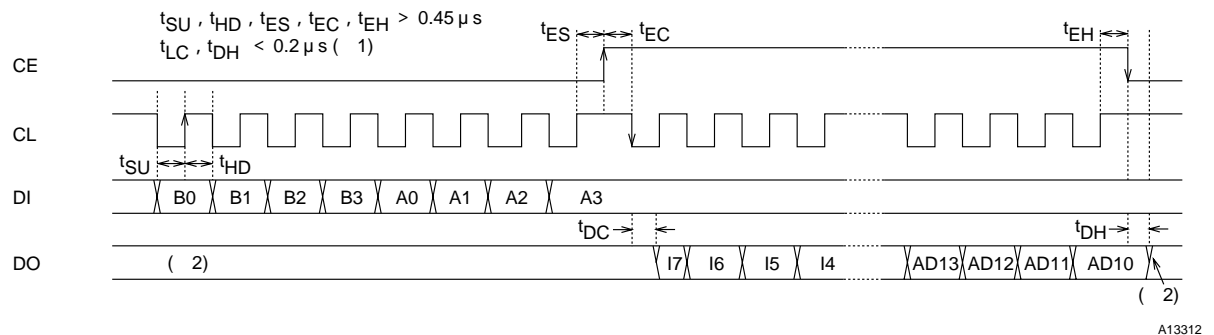 tSU , tHD , tES , tEC , tEH > 0.45 μ s
tLC , tDH < 0.2 μ s ( 1)
tES
tEC
tEH
CE
CL
tSU
tHD
DI
B0 B1 B2 B3 A0 A1 A2 A3
tDC
tDH
DO
( 2)
I7 I6 I5 I4 AD13 AD12 AD11 AD10
( 2)
A13312